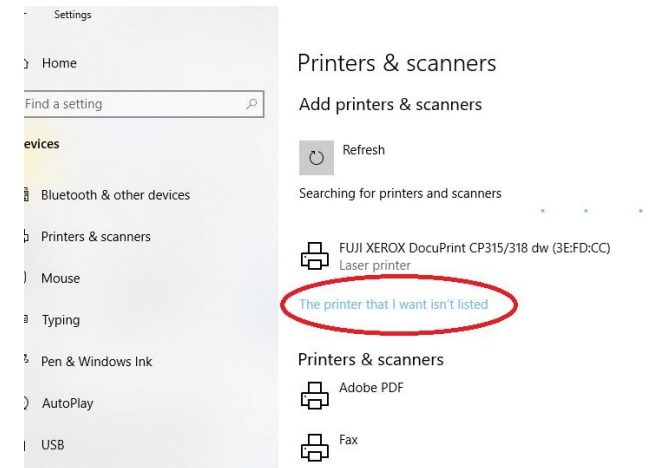 Settings
Home
Find a setting
evices
Bluetooth & other devices
Printers & scanners
Mouse
Typing
Pen & Windows Ink
AutoPlay
USB
Printers & scanners
Add printers & scanners
Refresh
Searching for printers and scanners
FUJI XEROX DocuPrint CP315/318 dw (3E:FD:CC)
Laser printer
The printer that I want isn't listed
Printers & scanners
Adobe PDF
Fax